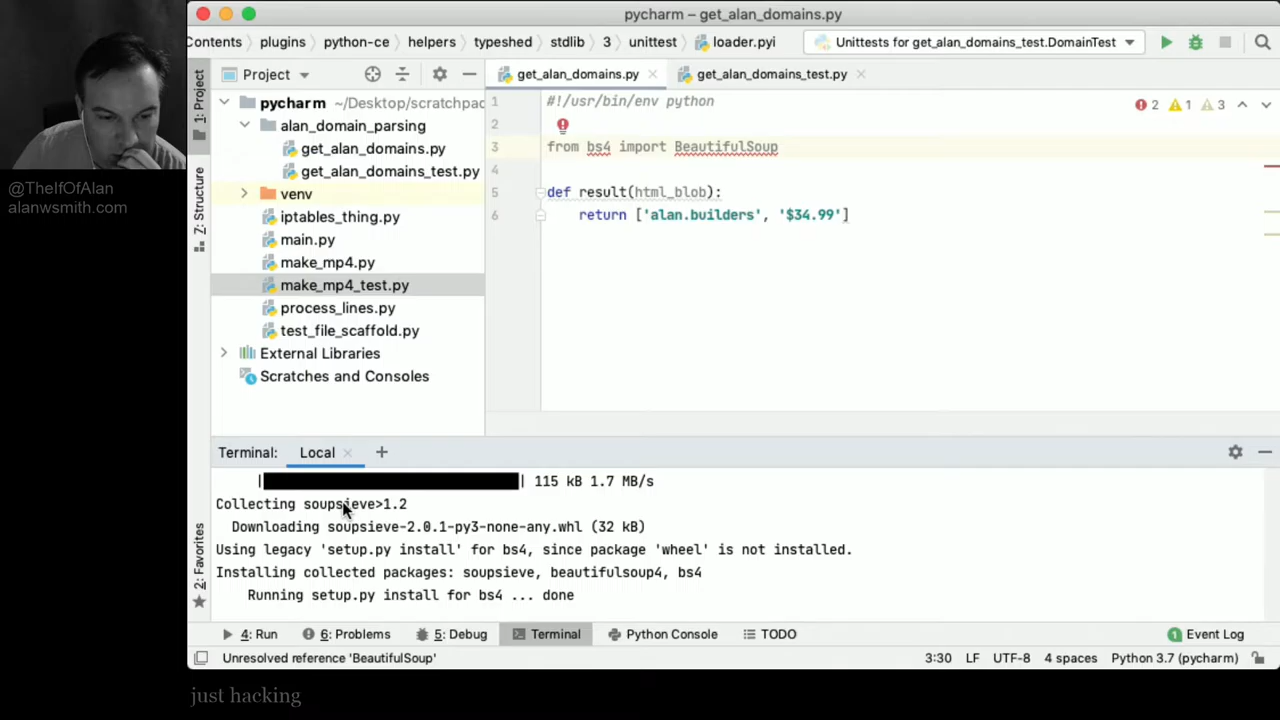 pycharm – get_alan_domains.py
Contents plugins python-ce helpers typeshed stdlib 3 unittest loader.pyi Unittests for get_alan_domains_test.DomainTest
1: Project
Project
get_alan_domains.py get_alan_domains_test.py
pycharm ~/Desktop/scratchpad
alan_domain_parsing
get_alan_domains.py
get_alan_domains_test.py
venv
iptables_thing.py
main.py
make_mp4.py
make_mp4_test.py
process_lines.py
test_file_scaffold.py
External Libraries
Scratches and Consoles
Z: Structure
2 1 3
1 #!/usr/bin/env python
2
3 from bs4 import BeautifulSoup
4
5 def result(html_blob):
6 return ['alan.builders', '$34.99']
@TheIfOfAlan
alanwsmith.com
Terminal: Local
| | 115 kB 1.7 MB/s
Collecting soupsieve>1.2
Downloading soupsieve-2.0.1-py3-none-any.whl (32 kB)
Using legacy 'setup.py install' for bs4, since package 'wheel' is not installed.
Installing collected packages: soupsieve, beautifulsoup4, bs4
Running setup.py install for bs4 ... done
2: Favorites
4: Run 6: Problems 5: Debug Terminal Python Console TODO 1 Event Log
Unresolved reference 'BeautifulSoup' 3:30 LF UTF-8 4 spaces Python 3.7 (pycharm)
just hacking